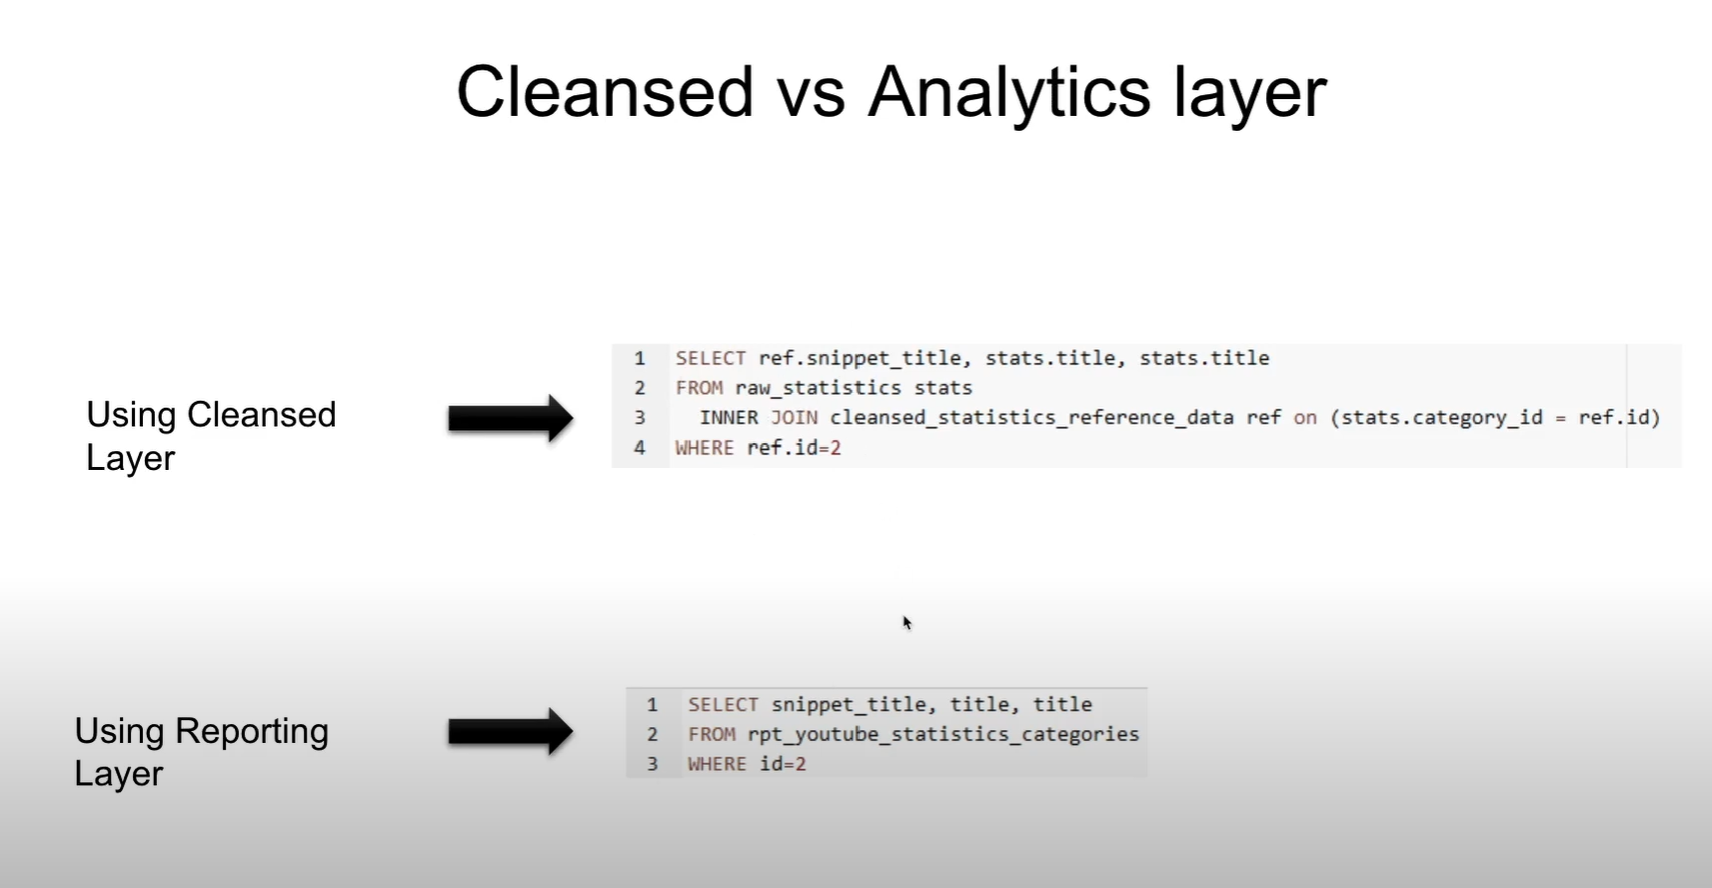 Cleansed vs Analytics layer
Using Cleansed
Layer
1 SELECT ref.snippet_title, stats.title, stats.title
2 FROM raw_statistics stats
3 INNER JOIN cleansed_statistics_reference_data ref on (stats.category_id = ref.id)
4 WHERE ref.id=2
Using Reporting
Layer
1 SELECT snippet_title, title, title
2 FROM rpt_youtube_statistics_categories
3 WHERE id=2